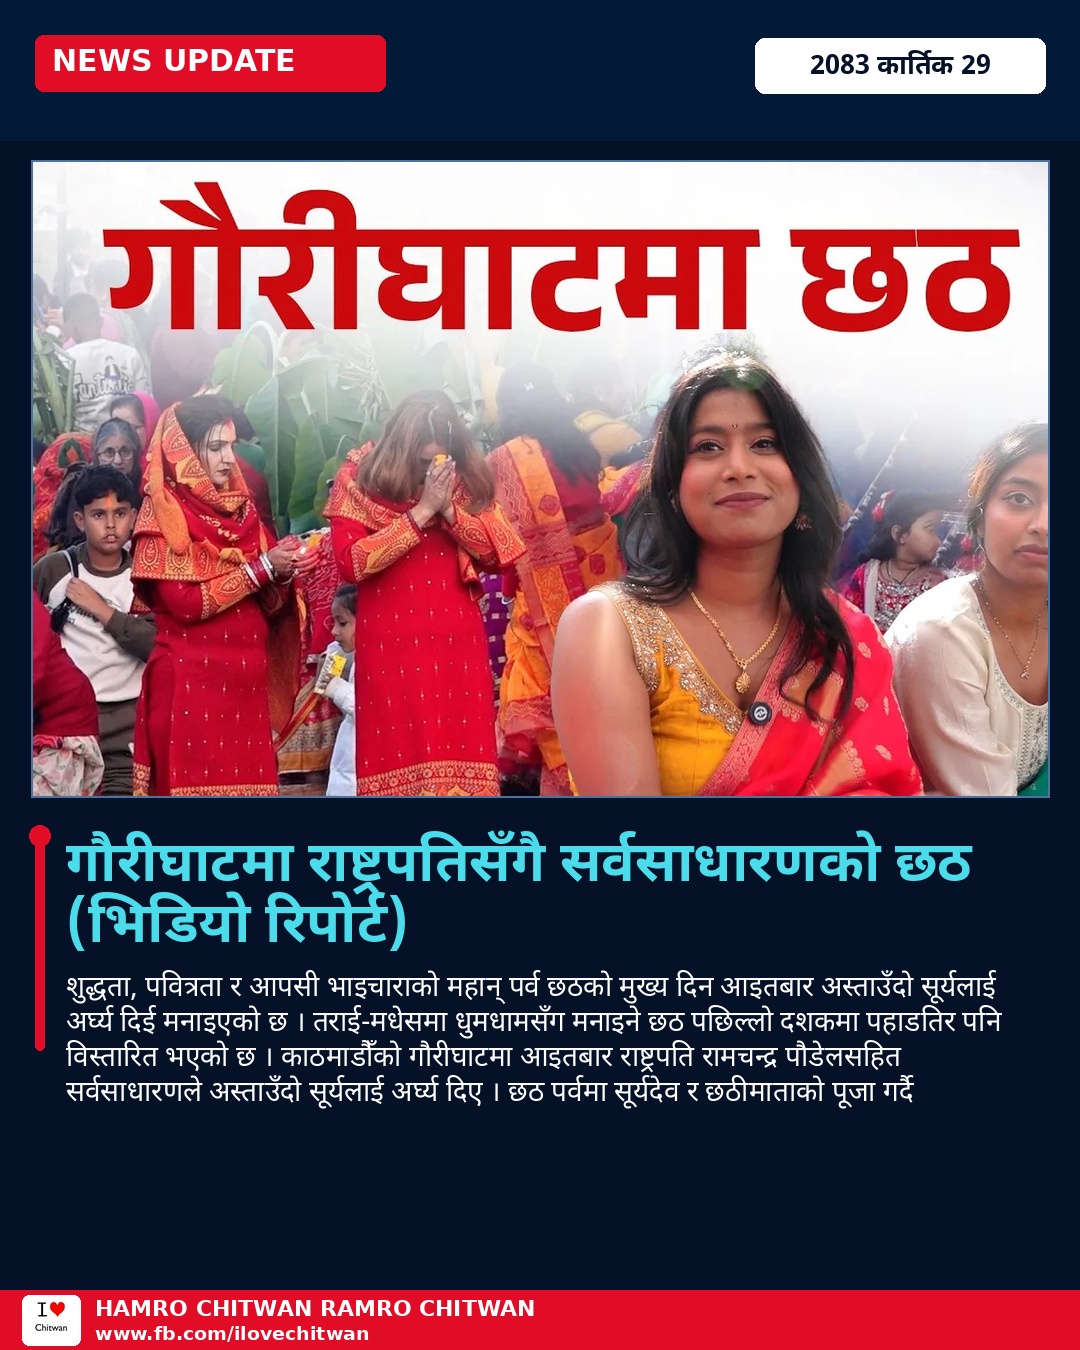 NEWS UPDATE
2083 कार्तिक 29
गौरीघाटमा छठ
गौरीघाटमा राष्ट्रपतिसँगै सर्वसाधारणको छठ
(भिडियो रिपोर्ट)
शुद्धता, पवित्रता र आपसी भाइचाराको महान् पर्व छठको मुख्य दिन आइतबार अस्ताउँदो सूर्यलाई
अर्घ्य दिई मनाइएको छ । तराई-मधेसमा धुमधामसँग मनाइने छठ पछिल्लो दशकमा पहाडतिर पनि
विस्तारित भएको छ । काठमाडौँको गौरीघाटमा आइतबार राष्ट्रपति रामचन्द्र पौडेलसहित
सर्वसाधारणले अस्ताउँदो सूर्यलाई अर्घ्य दिए । छठ पर्वमा सूर्यदेव र छठीमाताको पूजा गर्दै
I ♥
Chitwan
HAMRO CHITWAN RAMRO CHITWAN
www.fb.com/ilovechitwan